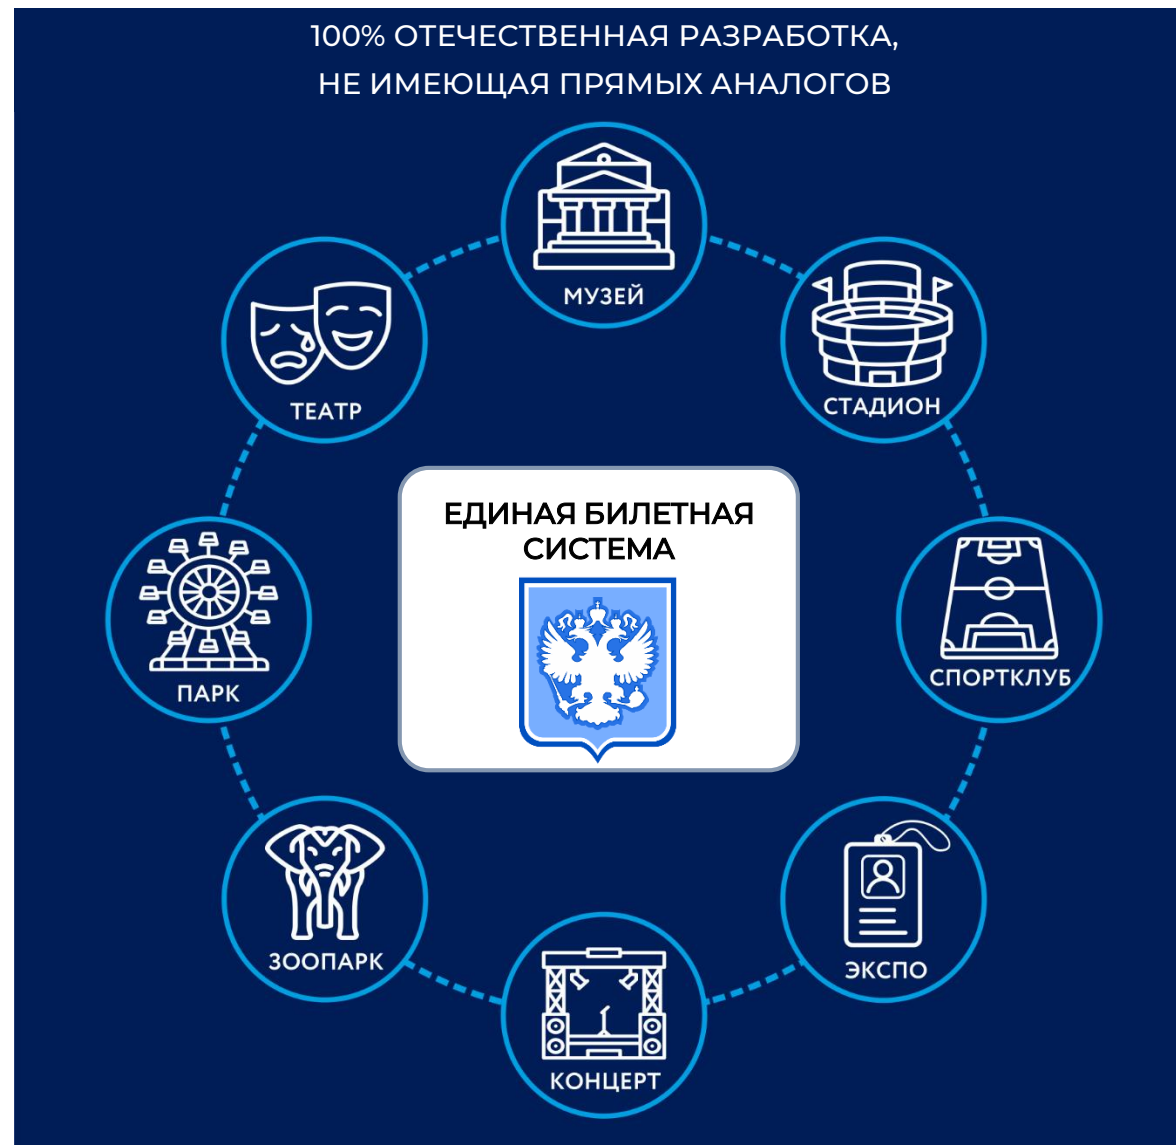 100% ОТЕЧЕСТВЕННАЯ РАЗРАБОТКА,
НЕ ИМЕЮЩАЯ ПРЯМЫХ АНАЛОГОВ
МУЗЕЙ
СТАДИОН
ТЕАТР
ЕДИНАЯ БИЛЕТНАЯ
СИСТЕМА
СПОРТКЛУБ
ПАРК
ЗООПАРК
ЭКСПО
КОНЦЕРТ